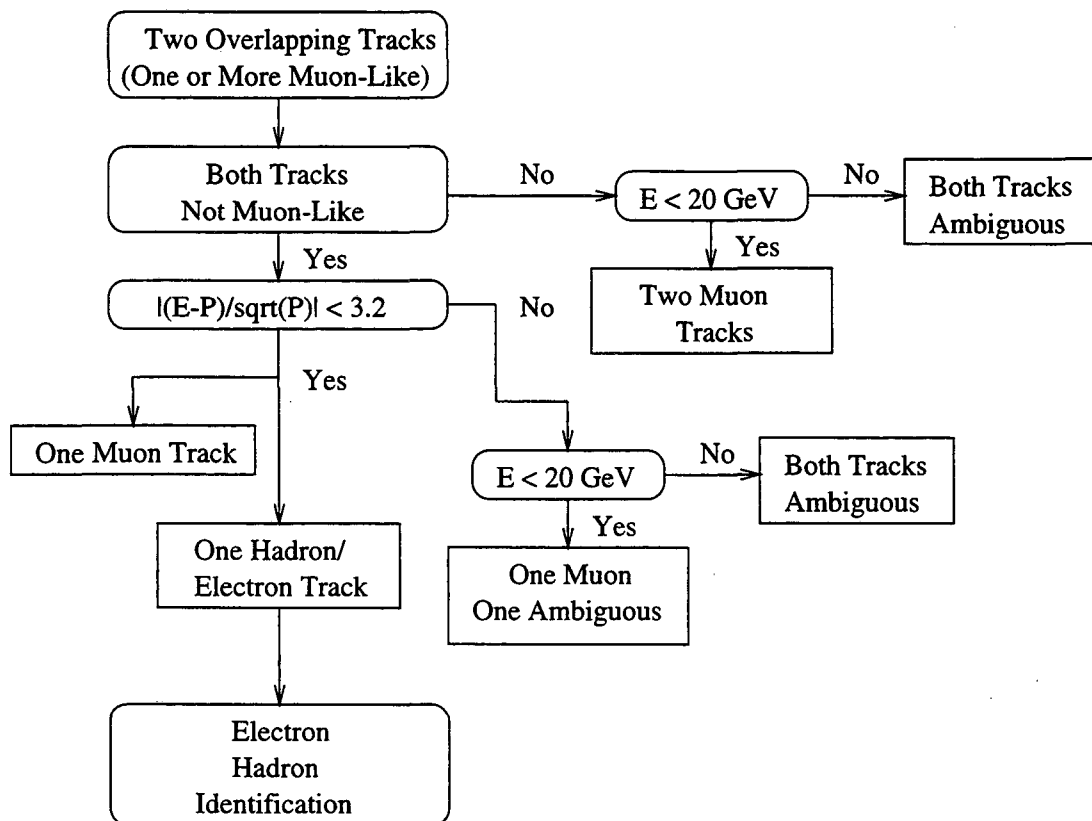 Two Overlapping Tracks
(One or More Muon-Like)
Both Tracks
Not Muon-Like
No
E < 20 GeV
No
Both Tracks
Ambiguous
Yes
Two Muon
Tracks
Yes
|(E-P)/sqrt(P)| < 3.2
No
Yes
One Muon Track
E < 20 GeV
No
Both Tracks
Ambiguous
Yes
One Muon
One Ambiguous
One Hadron/
Electron Track
Electron
Hadron
Identification